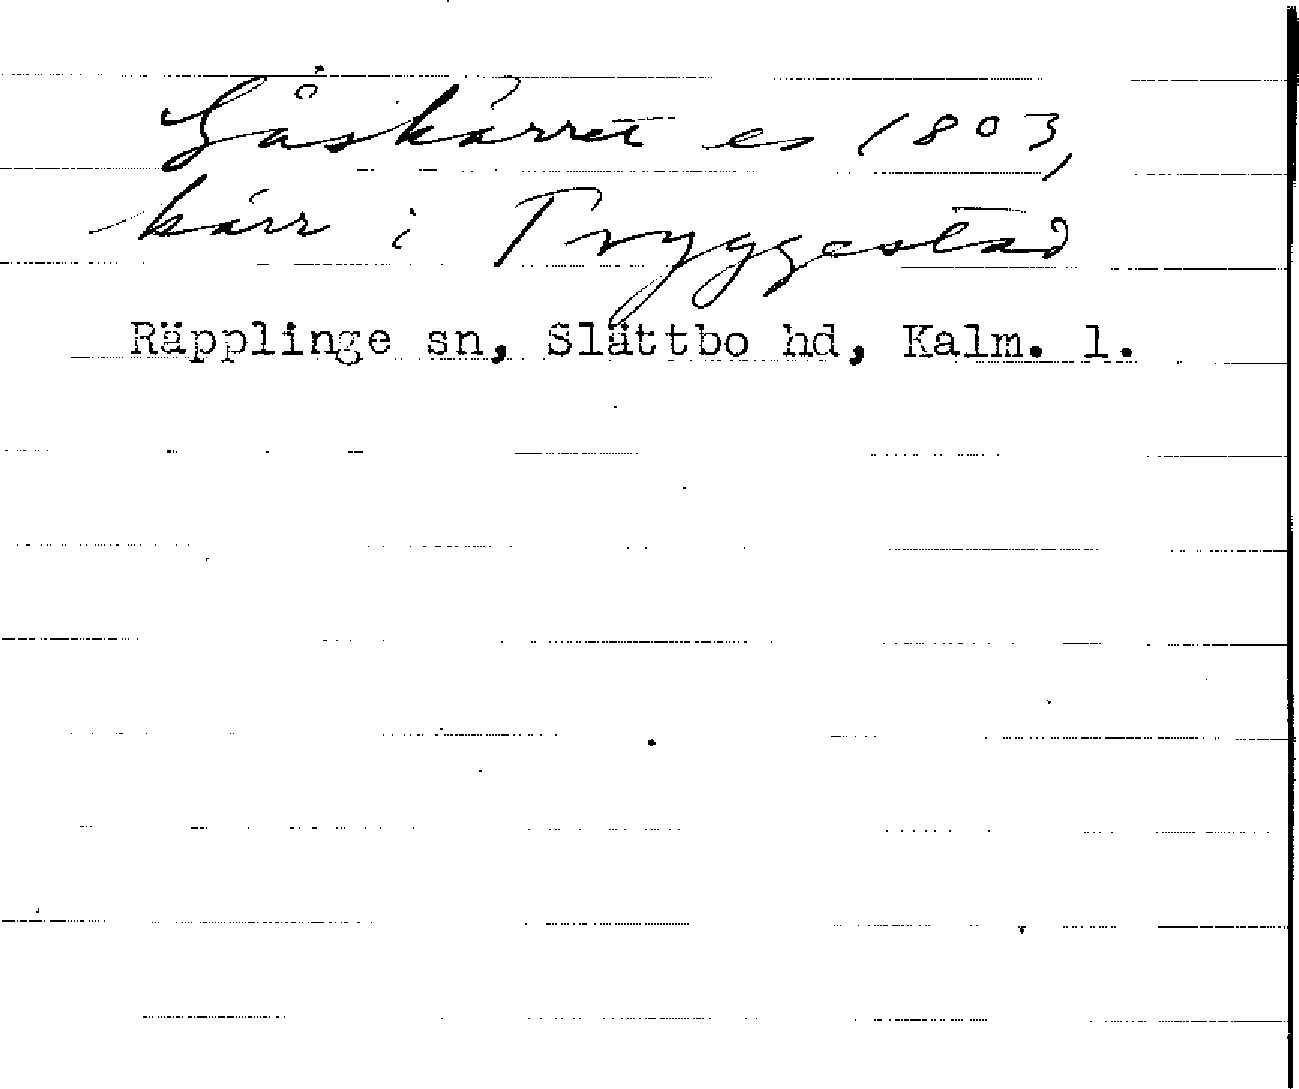 Gåskärret es 1803,
kärr i Tryggestad
Räpplinge sn, Slättbo hd, Kalm. l.